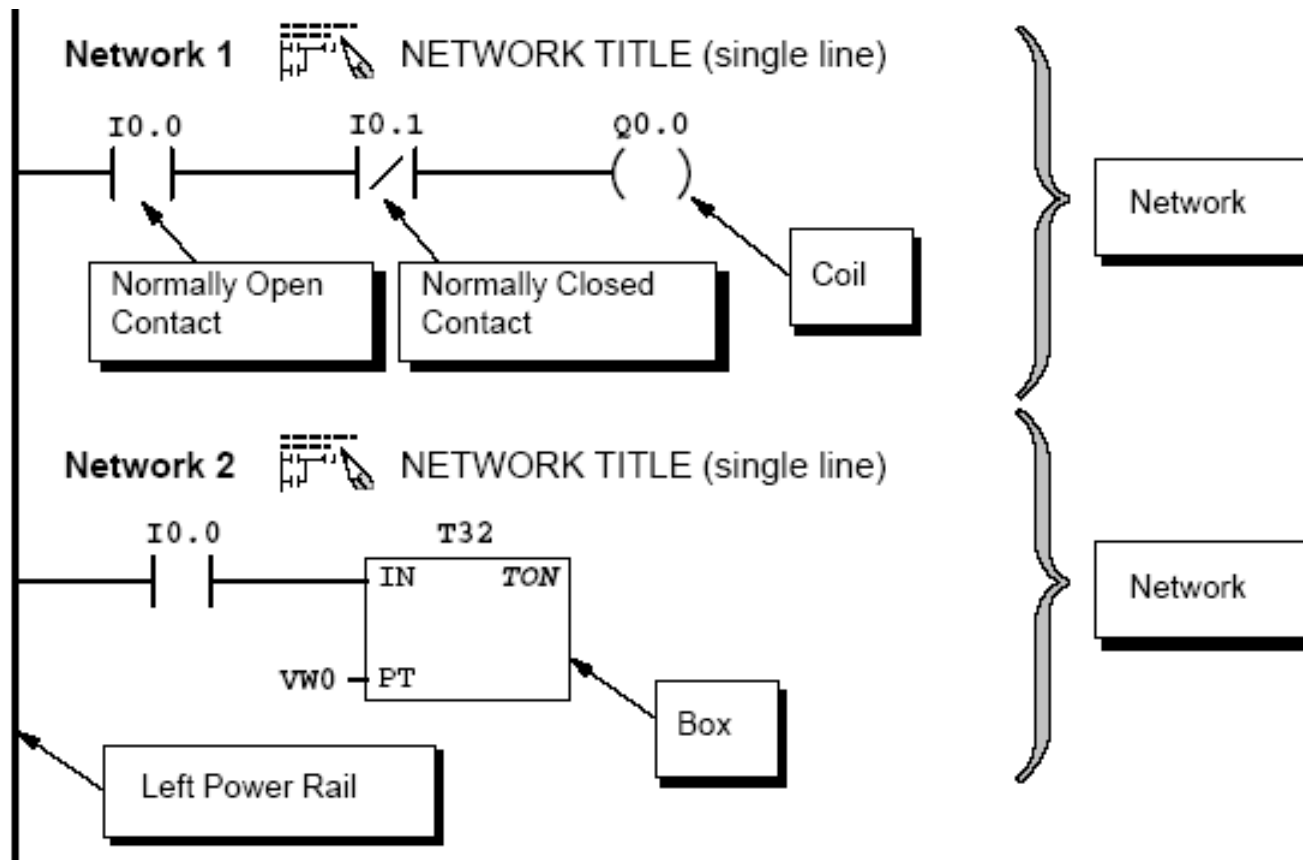 Network 1 NETWORK TITLE (single line)
I0.0 I0.1 Q0.0
Network
Normally Open
Contact
Normally Closed
Contact
Coil
Network 2 NETWORK TITLE (single line)
I0.0 T32
IN TON
Network
VW0 PT
Box
Left Power Rail